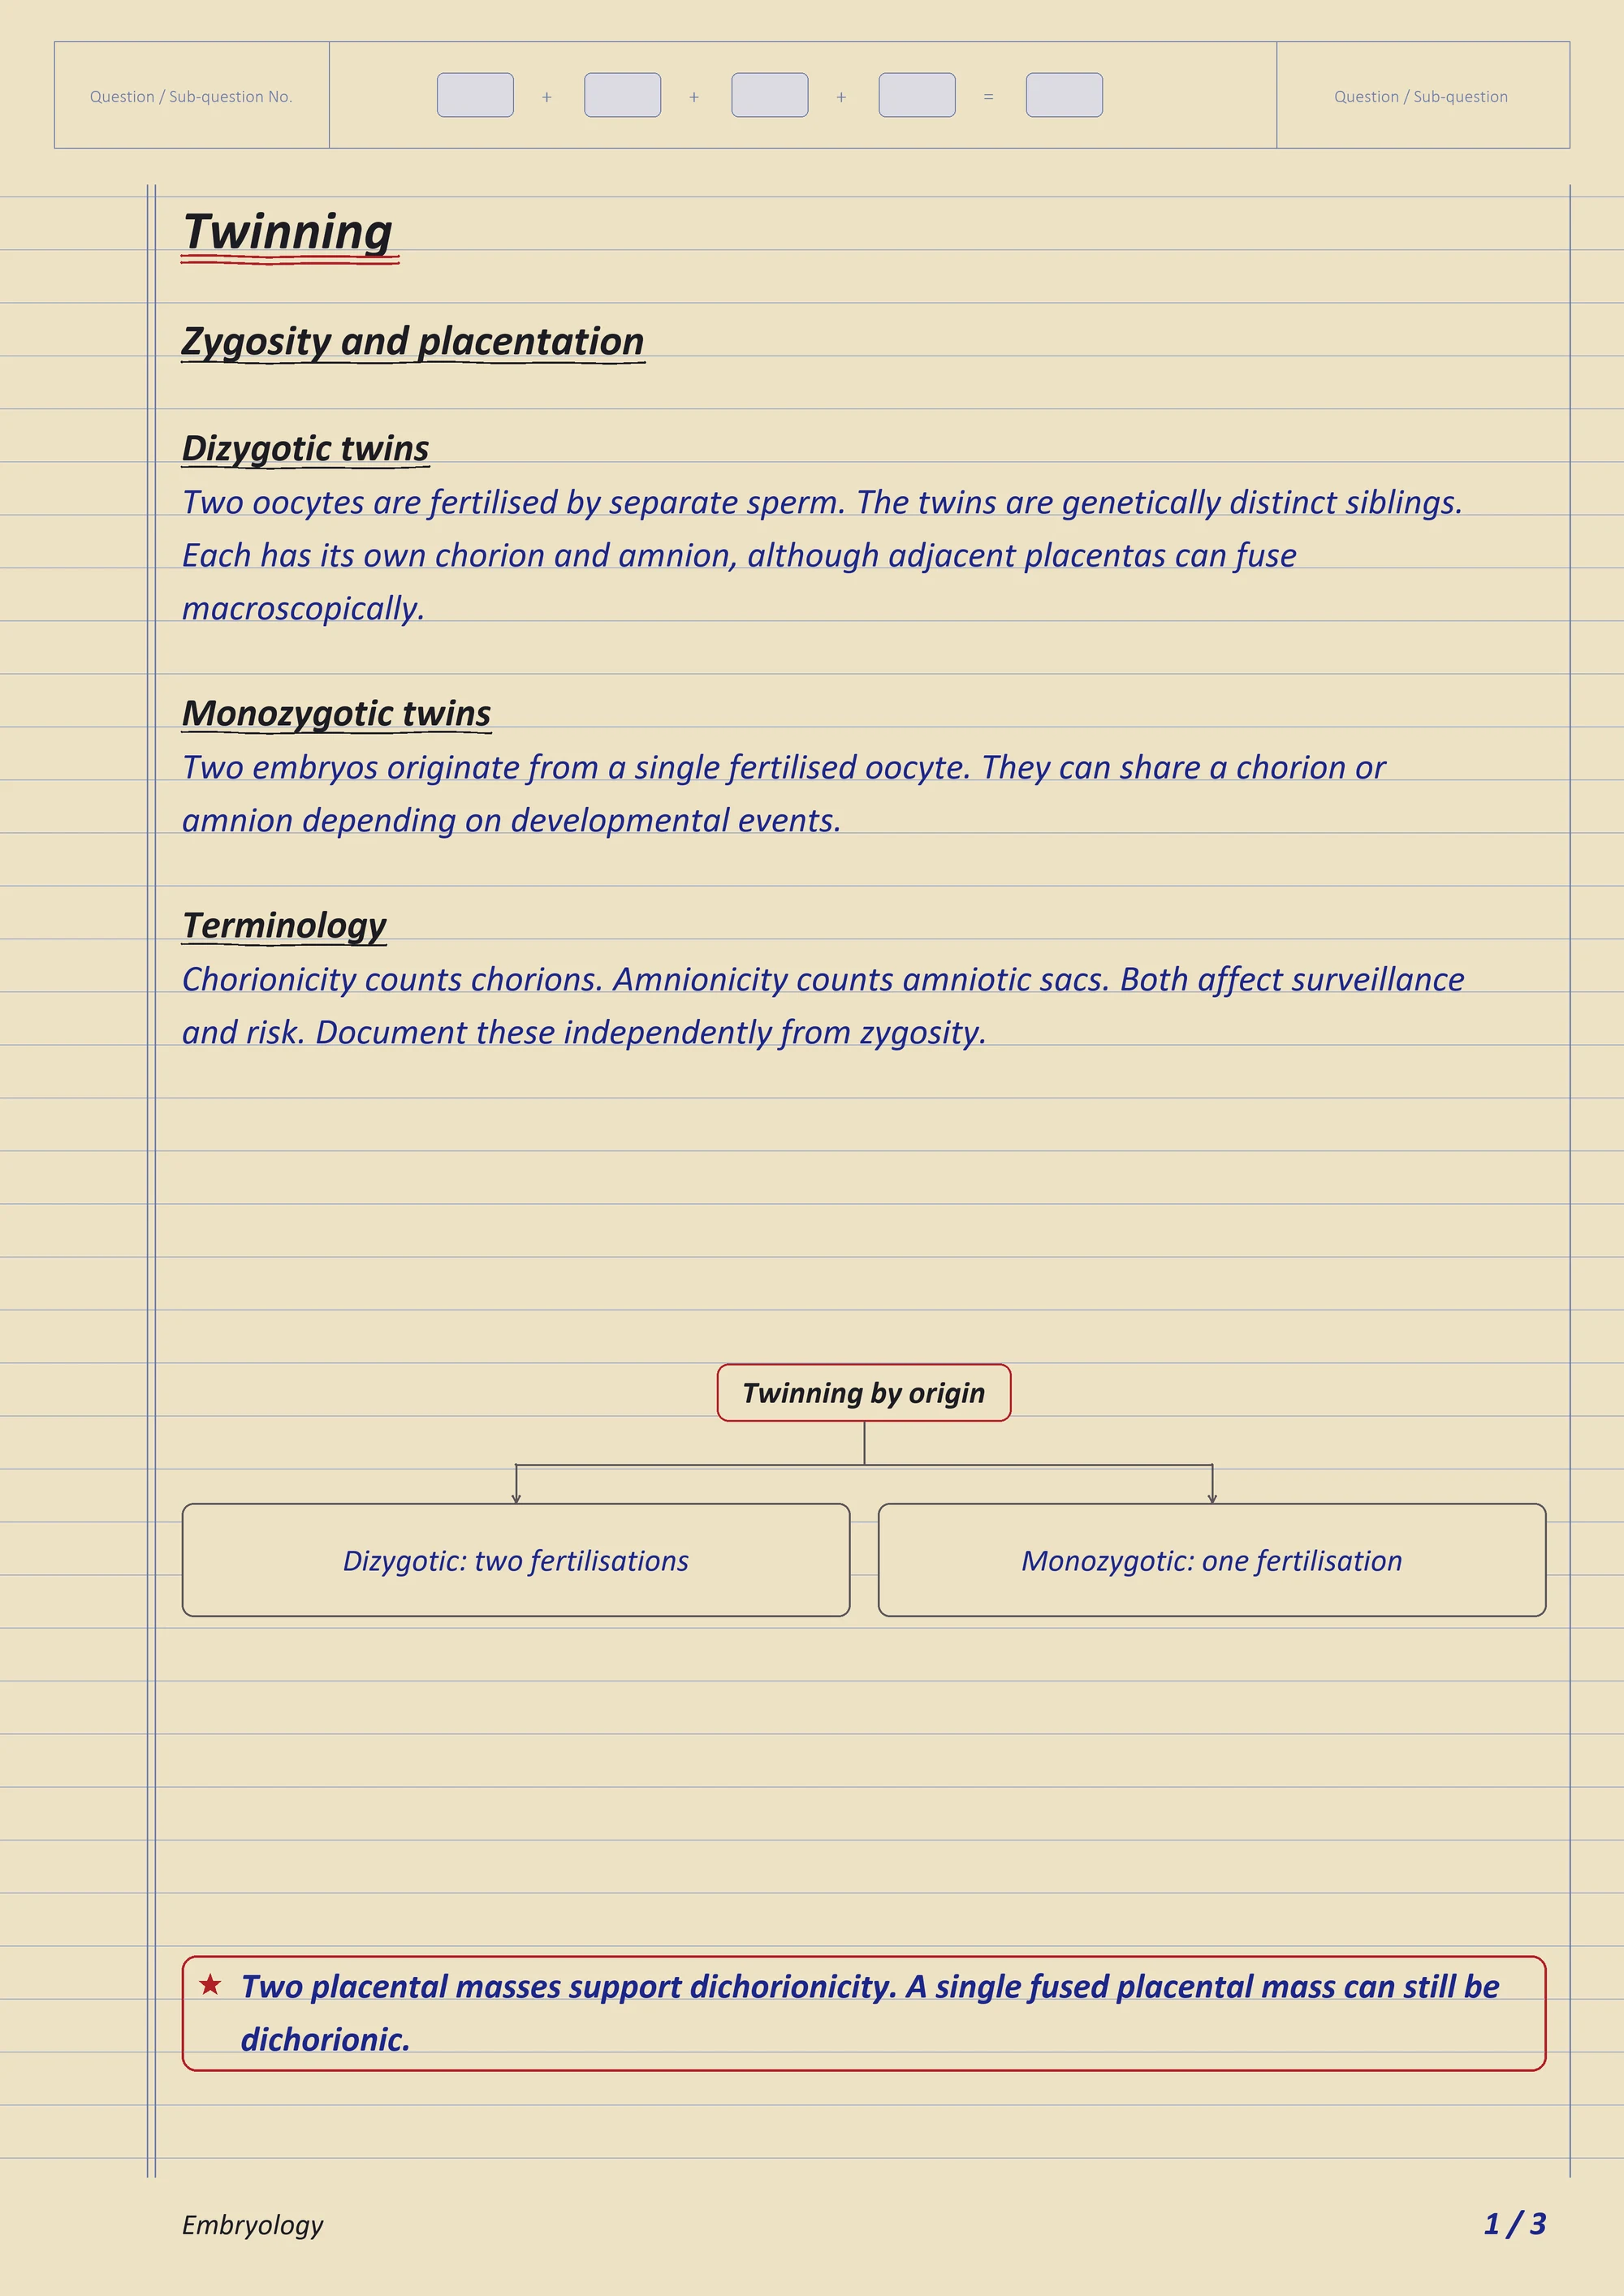 Question / Sub-question No.
+ + + =
Question / Sub-question
Twinning
Zygosity and placentation
Dizygotic twins
Two oocytes are fertilised by separate sperm. The twins are genetically distinct siblings.
Each has its own chorion and amnion, although adjacent placentas can fuse
macroscopically.
Monozygotic twins
Two embryos originate from a single fertilised oocyte. They can share a chorion or
amnion depending on developmental events.
Terminology
Chorionicity counts chorions. Amnionicity counts amniotic sacs. Both affect surveillance
and risk. Document these independently from zygosity.
Twinning by origin
Dizygotic: two fertilisations
Monozygotic: one fertilisation
★ Two placental masses support dichorionicity. A single fused placental mass can still be
dichorionic.
Embryology
1 / 3